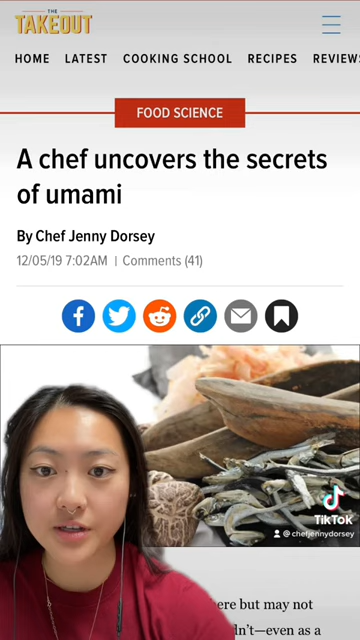 THE
TAKEOUT
HOME LATEST COOKING SCHOOL RECIPES REVIEWS
FOOD SCIENCE
A chef uncovers the secrets
of umami
By Chef Jenny Dorsey
12/05/19 7:02AM | Comments (41)
TikTok
@chefjennydorsey
here but may not
dn't—even as a